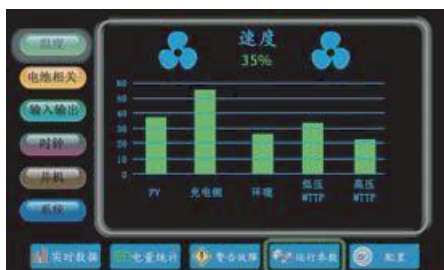 温度
电池相关
输入输出
时钟
并机
系统
速度
35%
60
50
40
30
20
10
0
PV
充电侧
环境
低压
MTTP
高压
MTTP
实时数据
电量统计
警告故障
运行参数
配置